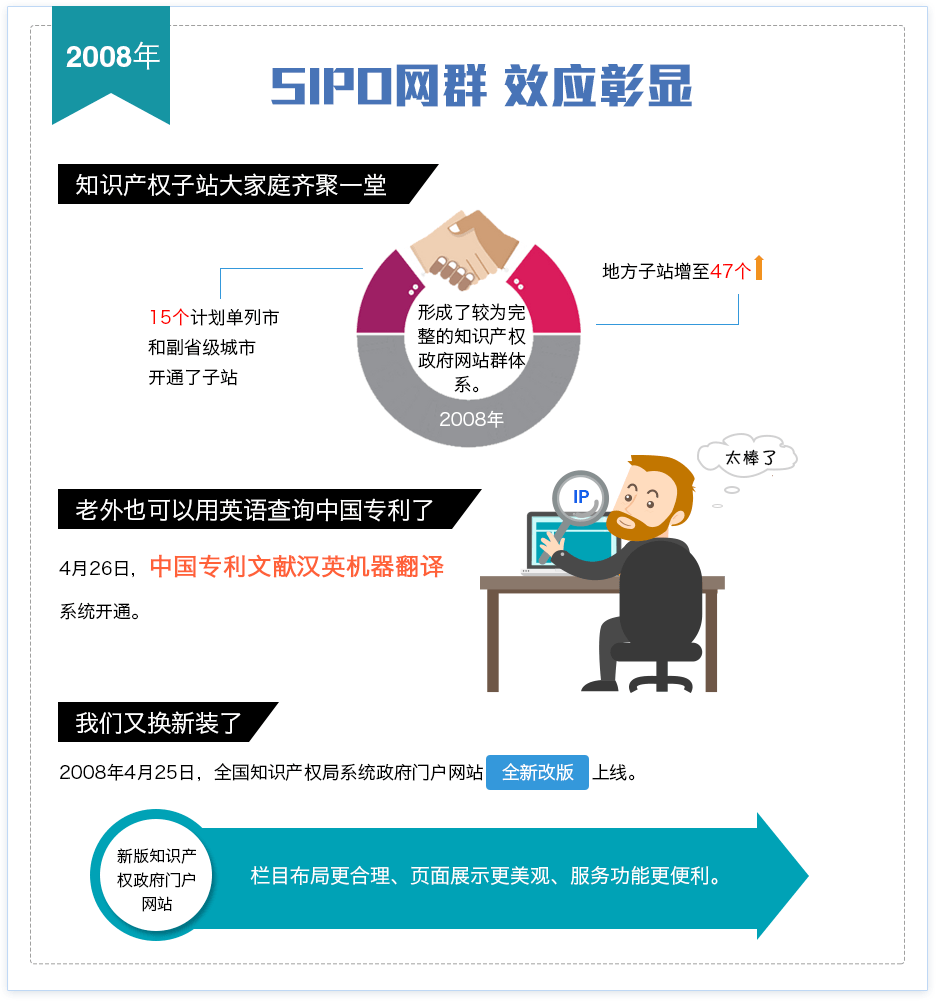 2008年
SIPO网群 效应彰显
知识产权子站大家庭齐聚一堂
15个计划单列市
和副省级城市
开通了子站
地方子站增至47个
形成了较为完
整的知识产权
政府网站群体
系。
2008年
太棒了
IP
老外也可以用英语查询中国专利了
4月26日，中国专利文献汉英机器翻译
系统开通。
我们又换新装了
2008年4月25日，全国知识产权局系统政府门户网站 全新改版 上线。
新版知识产
权政府门户
网站
栏目布局更合理、页面展示更美观、服务功能更便利。